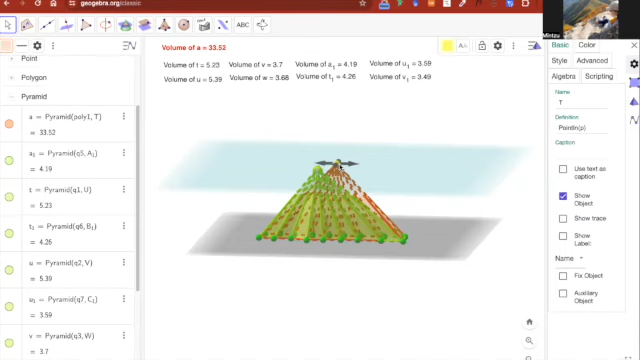 geogebra.org/classic
ABC
Mintzu
Point
Polygon
Pyramid
a = Pyramid(poly1, T)
= 33.52
a₁ = Pyramid(q5, A₁)
= 4.19
t = Pyramid(q1, U)
= 5.23
t₁ = Pyramid(q6, B₁)
= 4.26
u = Pyramid(q2, V)
= 5.39
u₁ = Pyramid(q7, C₁)
= 3.59
v = Pyramid(q3, W)
= 3.7
Volume of a = 33.52
Volume of t = 5.23 Volume of v = 3.7 Volume of a₁ = 4.19 Volume of u₁ = 3.59
Volume of u = 5.39 Volume of w = 3.68 Volume of t₁ = 4.26 Volume of v₁ = 3.49
Basic Color
Style Advanced
Algebra Scripting
Name
T
Definition
PointIn(p)
Caption
Use text as
caption
Show
Object
Show trace
Show
Label:
Name
Fix Object
Auxiliary
Object